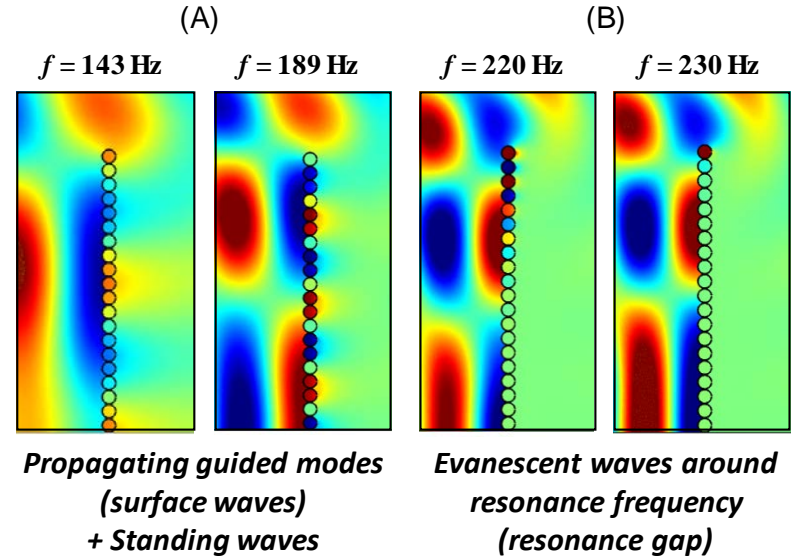 (A)
(B)
f = 143 Hz
f = 189 Hz
f = 220 Hz
f = 230 Hz
Propagating guided modes
(surface waves)
+ Standing waves
Evanescent waves around
resonance frequency
(resonance gap)